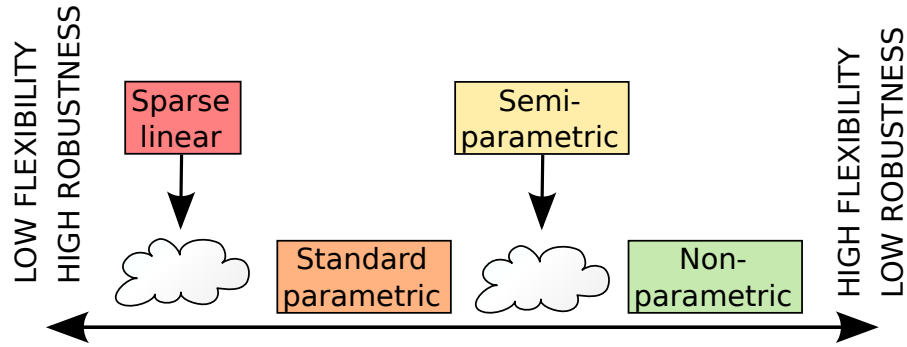 LOW FLEXIBILITY
HIGH ROBUSTNESS
Sparse
linear
Semi-
parametric
Standard
parametric
Non-
parametric
HIGH FLEXIBILITY
LOW ROBUSTNESS